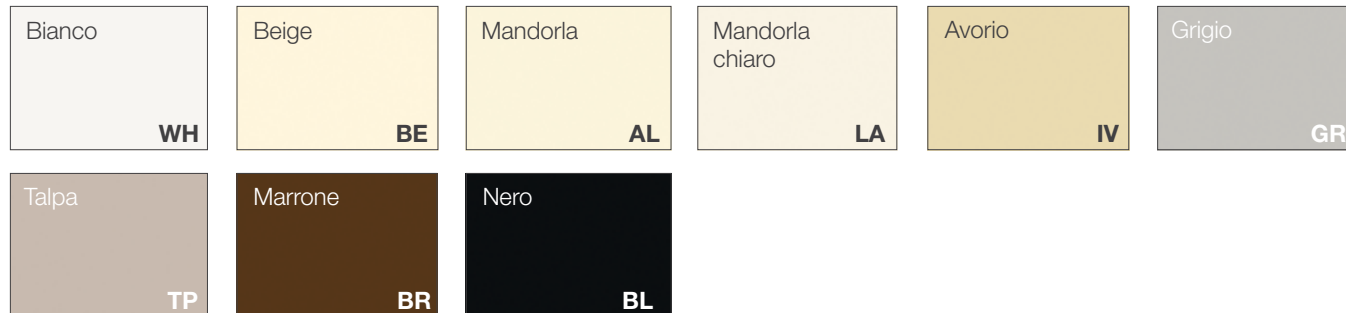 Bianco
WH
Beige
BE
Mandorla
AL
Mandorla
chiaro
LA
Avorio
IV
Grigio
GR
Talpa
TP
Marrone
BR
Nero
BL